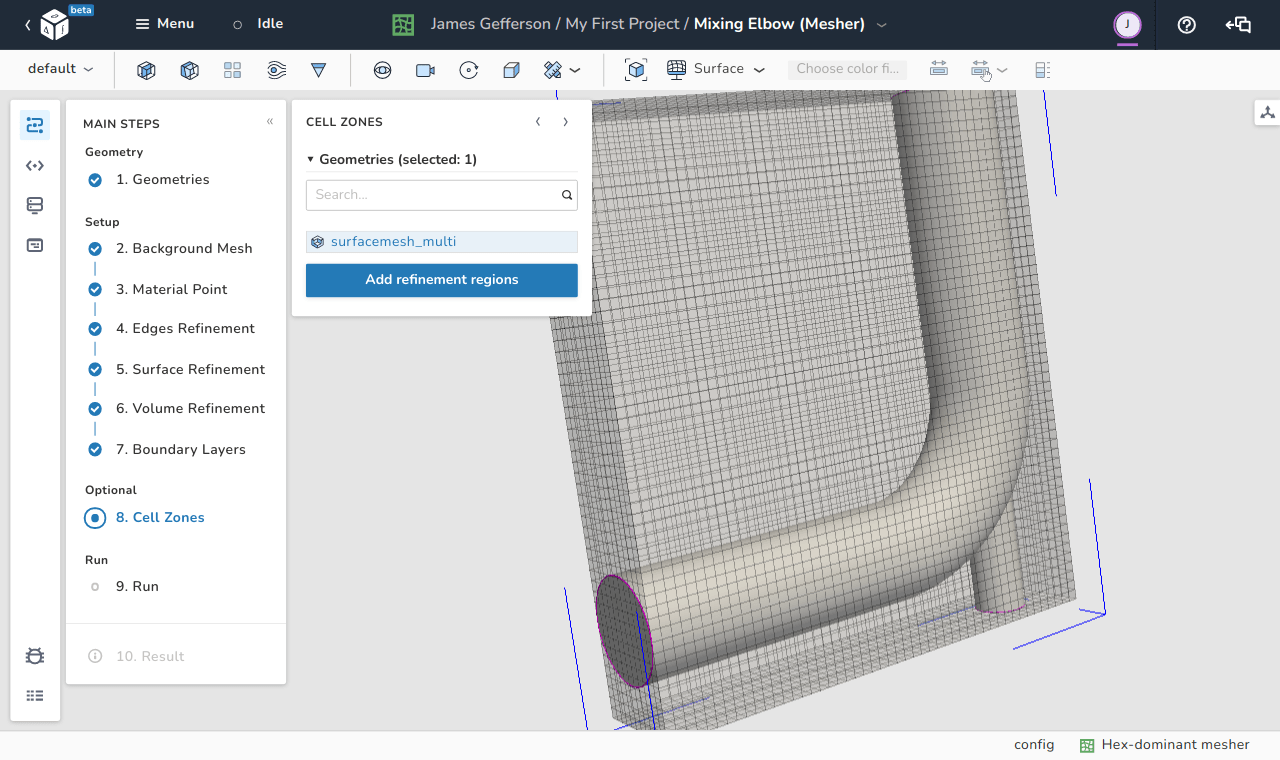 beta
Menu
Idle
James Gefferson / My First Project / Mixing Elbow (Mesher)
J
default
Surface
Choose color fi...
MAIN STEPS
Geometry
1. Geometries
Setup
2. Background Mesh
3. Material Point
4. Edges Refinement
5. Surface Refinement
6. Volume Refinement
7. Boundary Layers
Optional
8. Cell Zones
Run
9. Run
10. Result
CELL ZONES
Geometries (selected: 1)
Search...
surfacemesh_multi
Add refinement regions
config
Hex-dominant mesher